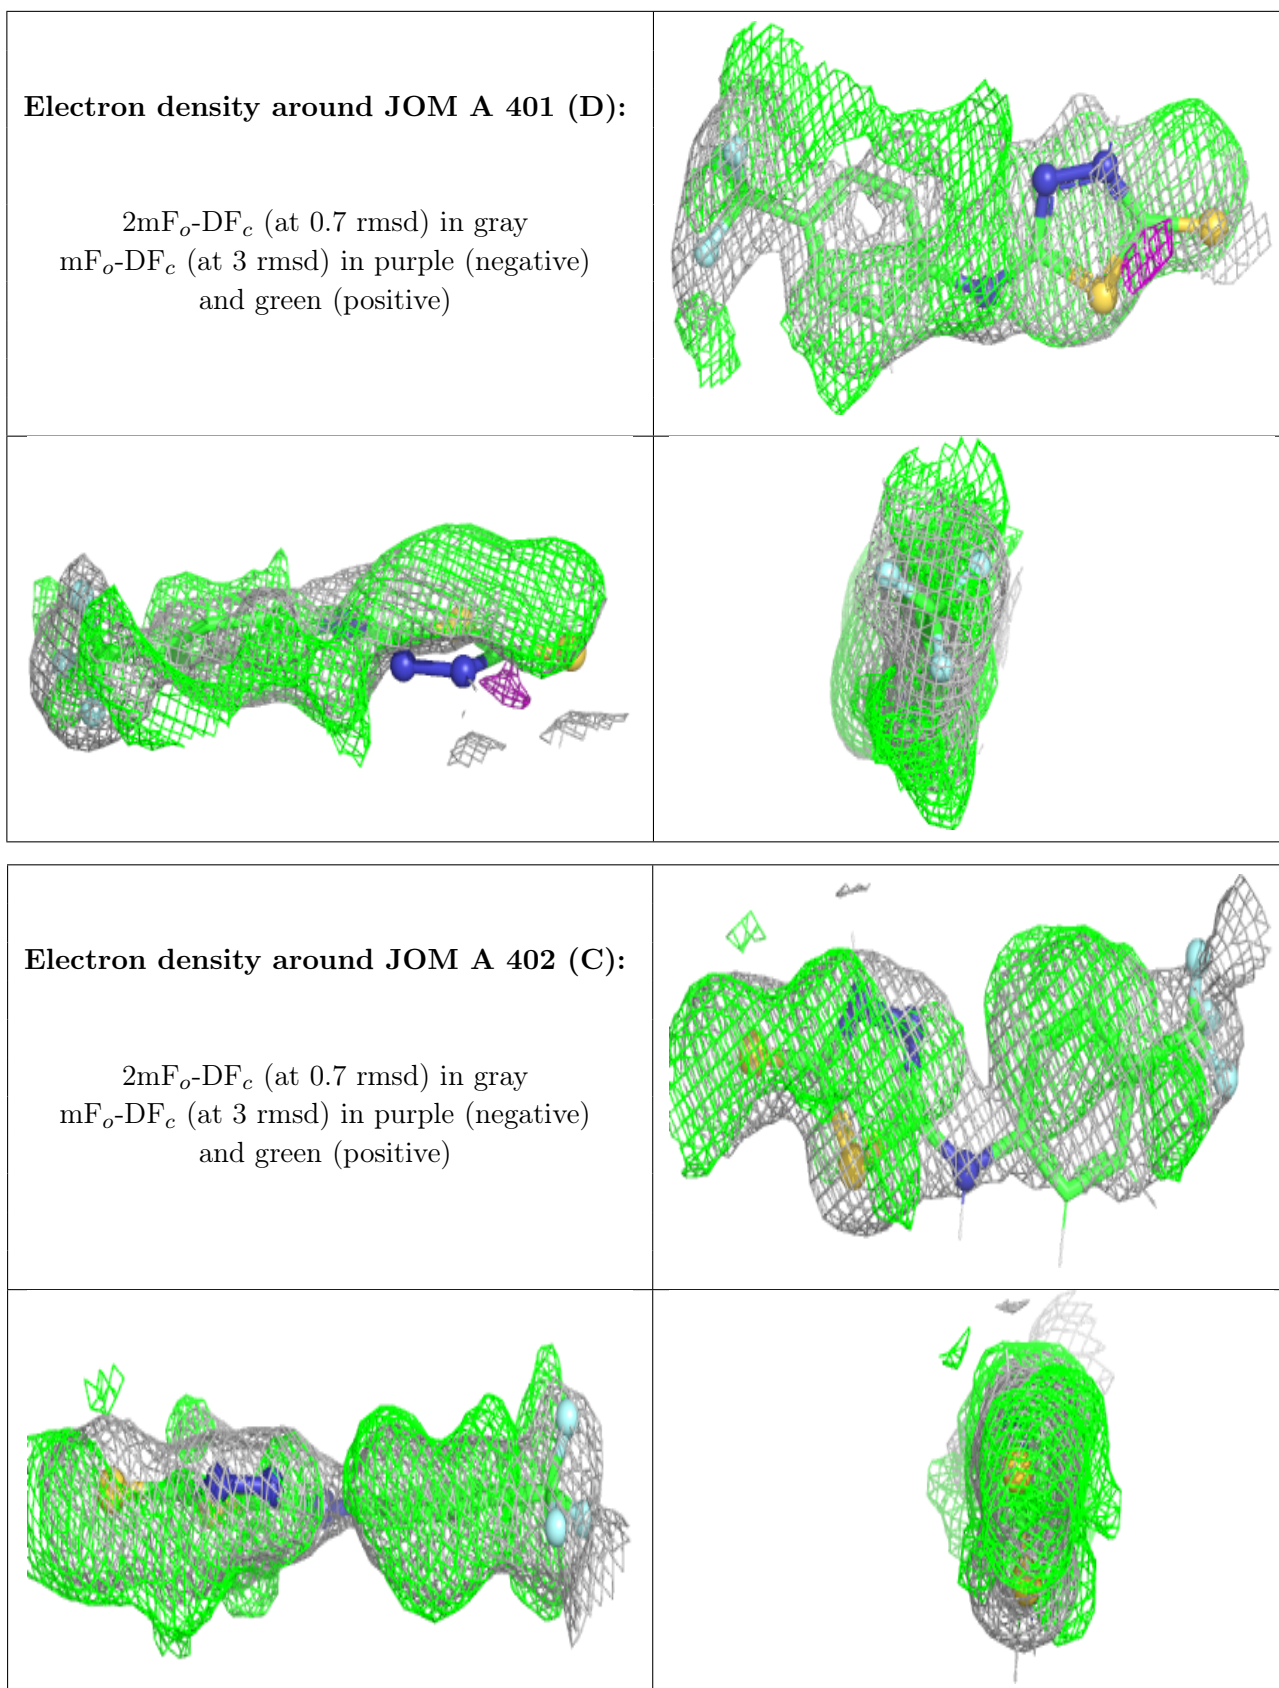 Electron density around JOM A 401 (D):
2mFo-DFc (at 0.7 rmsd) in gray
mFo-DFc (at 3 rmsd) in purple (negative)
and green (positive)
Electron density around JOM A 402 (C):
2mFo-DFc (at 0.7 rmsd) in gray
mFo-DFc (at 3 rmsd) in purple (negative)
and green (positive)